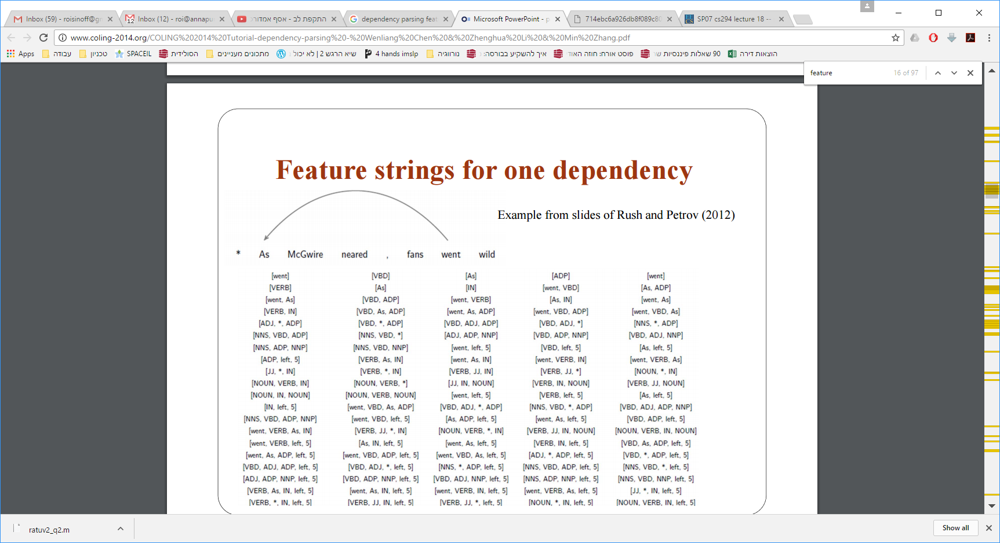 Inbox (59) - roisinoff@gm
Inbox (12) - roi@annapu
התקפת לב - אסף אמדורי
dependency parsing feat
Microsoft PowerPoint - p
714ebc6a926db8f089c80
SP07 cs294 lecture 18 --
www.coling-2014.org/COLING%202014%20Tutorial-dependency-parsing%20-%20Wenliang%20Chen%20&%20Zhenghua%20Li%20&%20Min%20Zhang.pdf
Apps עבודה טכניון SPACEIL הסולידית מתכונים מעניינים שיא הרגש 2 | לא יכול 4 hands imslp נורווגיה איך להשקיע בבורסה: פוסט אורח: חוזה האוד 90 שאלות פיננסיות הוצאות דירה
feature 16 of 97
Feature strings for one dependency
Example from slides of Rush and Petrov (2012)
* As McGwire neared , fans went wild
[went] [VBD] [As] [ADP] [went]
[VERB] [As] [IN] [went, VBD] [As, ADP]
[went, As] [VBD, ADP] [went, VERB] [As, IN] [went, As]
[VERB, IN] [VBD, As, ADP] [went, As, ADP] [went, VBD, ADP] [went, VBD, As]
[ADJ, *, ADP] [VBD, *, ADP] [VBD, ADJ, ADP] [VBD, ADJ, *] [NNS, *, ADP]
[NNS, VBD, ADP] [NNS, VBD, *] [ADJ, ADP, NNP] [VBD, ADP, NNP] [VBD, ADJ, NNP]
[NNS, ADP, NNP] [NNS, VBD, NNP] [went, left, 5] [VBD, left, 5] [As, left, 5]
[ADP, left, 5] [VERB, As, IN] [went, As, IN] [went, VERB, IN] [went, VERB, As]
[JJ, *, IN] [VERB, *, IN] [VERB, JJ, IN] [VERB, JJ, *] [NOUN, *, IN]
[NOUN, VERB, IN] [NOUN, VERB, *] [JJ, IN, NOUN] [VERB, IN, NOUN] [VERB, JJ, NOUN]
[NOUN, IN, NOUN] [NOUN, VERB, NOUN] [went, left, 5] [VERB, left, 5] [As, left, 5]
[IN, left, 5] [went, VBD, As, ADP] [VBD, ADJ, *, ADP] [NNS, VBD, *, ADP] [VBD, ADJ, ADP, NNP]
[NNS, VBD, ADP, NNP] [went, VBD, left, 5] [As, ADP, left, 5] [went, As, left, 5] [VBD, ADP, left, 5]
[went, VERB, As, IN] [VERB, JJ, *, IN] [NOUN, VERB, *, IN] [VERB, JJ, IN, NOUN] [NOUN, VERB, IN, NOUN]
[went, VERB, left, 5] [As, IN, left, 5] [went, As, left, 5] [VERB, IN, left, 5] [VBD, As, ADP, left, 5]
[went, As, ADP, left, 5] [went, VBD, ADP, left, 5] [went, VBD, As, left, 5] [ADJ, *, ADP, left, 5] [VBD, *, ADP, left, 5]
[VBD, ADJ, ADP, left, 5] [VBD, ADJ, *, left, 5] [NNS, *, ADP, left, 5] [NNS, VBD, ADP, left, 5] [NNS, VBD, *, left, 5]
[ADJ, ADP, NNP, left, 5] [VBD, ADP, NNP, left, 5] [VBD, ADJ, NNP, left, 5] [NNS, ADP, NNP, left, 5] [NNS, VBD, NNP, left, 5]
[VERB, As, IN, left, 5] [went, As, IN, left, 5] [went, VERB, IN, left, 5] [went, VERB, As, left, 5] [JJ, *, IN, left, 5]
[VERB, *, IN, left, 5] [VERB, JJ, IN, left, 5] [VERB, JJ, *, left, 5] [NOUN, *, IN, left, 5] [NOUN, VERB, IN, left, 5]
ratuv2_q2.m
Show all